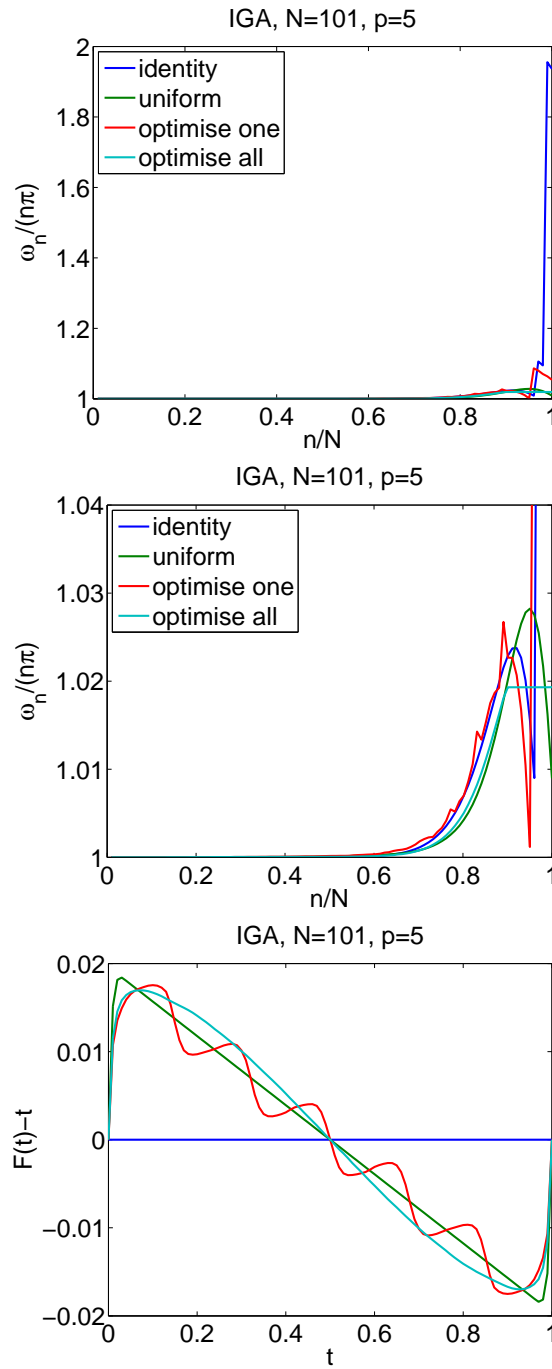 IGA, N=101, p=5
2
1.8
1.6
1.4
1.2
1
ω_n/(nπ)
identity
uniform
optimise one
optimise all
0 0.2 0.4 0.6 0.8 1
n/N
IGA, N=101, p=5
1.04
1.03
1.02
1.01
1
ω_n/(nπ)
identity
uniform
optimise one
optimise all
0 0.2 0.4 0.6 0.8 1
n/N
IGA, N=101, p=5
0.02
0.01
0
−0.01
−0.02
F(t)−t
0 0.2 0.4 0.6 0.8 1
t